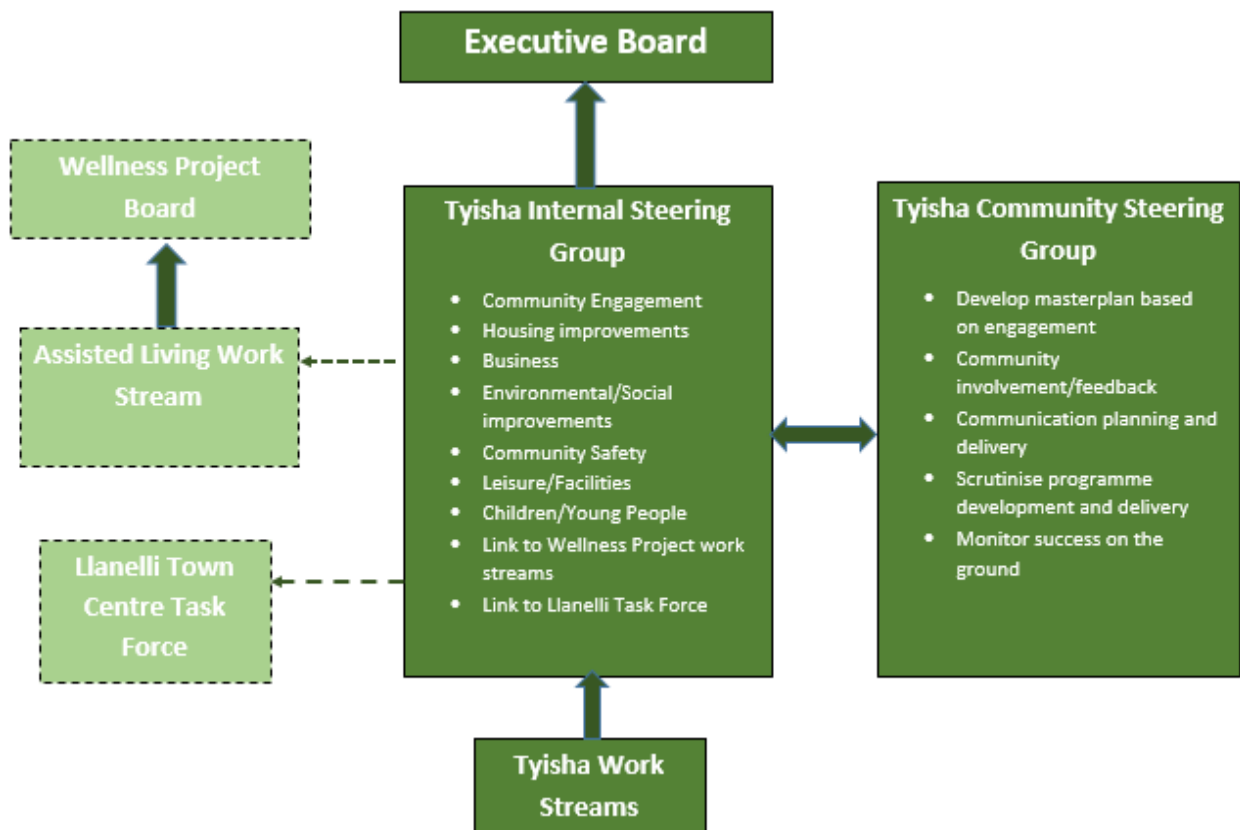 Executive Board
Wellness Project
Board
Assisted Living Work
Stream
Llanelli Town
Centre Task
Force
Tyisha Internal Steering
Group
• Community Engagement
• Housing improvements
• Business
• Environmental/Social
improvements
• Community Safety
• Leisure/Facilities
• Children/Young People
• Link to Wellness Project work
streams
• Link to Llanelli Task Force
Tyisha Community Steering
Group
• Develop masterplan based
on engagement
• Community
involvement/feedback
• Communication planning and
delivery
• Scrutinise programme
development and delivery
• Monitor success on the
ground
Tyisha Work
Streams